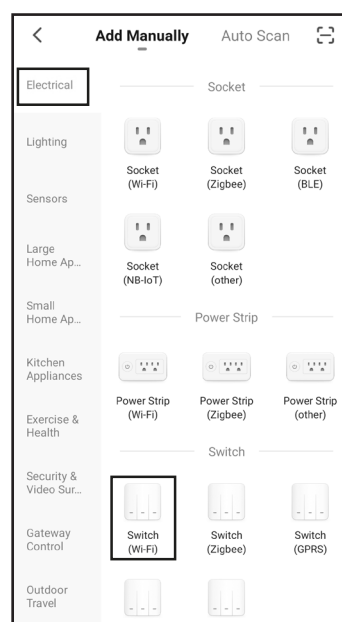 Add Manually Auto Scan
Electrical
Lighting
Sensors
Large
Home Ap...
Small
Home Ap...
Kitchen
Appliances
Exercise &
Health
Security &
Video Sur...
Gateway
Control
Outdoor
Travel
Socket
Socket Socket Socket
(Wi-Fi) (Zigbee) (BLE)
Socket Socket
(NB-IoT) (other)
Power Strip
Power Strip Power Strip Power Strip
(Wi-Fi) (Zigbee) (other)
Switch
Switch Switch Switch
(Wi-Fi) (Zigbee) (GPRS)